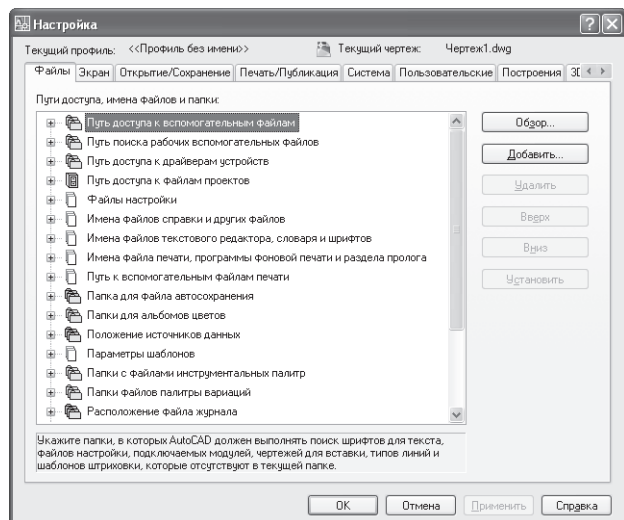 Настройка
Текущий профиль: <<Профиль без имени>> Текущий чертеж: Чертеж1.dwg
Файлы Экран Открытие/Сохранение Печать/Публикация Система Пользовательские Построения
Пути доступа, имена файлов и папки:
Путь доступа к вспомогательным файлам
Обзор...
Путь поиска рабочих вспомогательных файлов
Путь доступа к драйверам устройств
Добавить...
Путь доступа к файлам проектов
Удалить
Файлы настройки
Имена файлов справки и других файлов
Вверх
Имена файлов текстового редактора, словаря и шрифтов
Вниз
Имена файла печати, программы фоновой печати и раздела пролога
Путь к вспомогательным файлам печати
Установить
Папка для файла автосохранения
Папки для альбомов цветов
Положение источников данных
Параметры шаблонов
Папки с файлами инструментальных палитр
Папки файлов палитры вариаций
Расположение файла журнала
Укажите папки, в которых AutoCAD должен выполнять поиск шрифтов для текста,
файлов настройки, подключаемых модулей, чертежей для вставки, типов линий и
шаблонов штриховки, которые отсутствуют в текущей папке.
OK Отмена Применить Справка